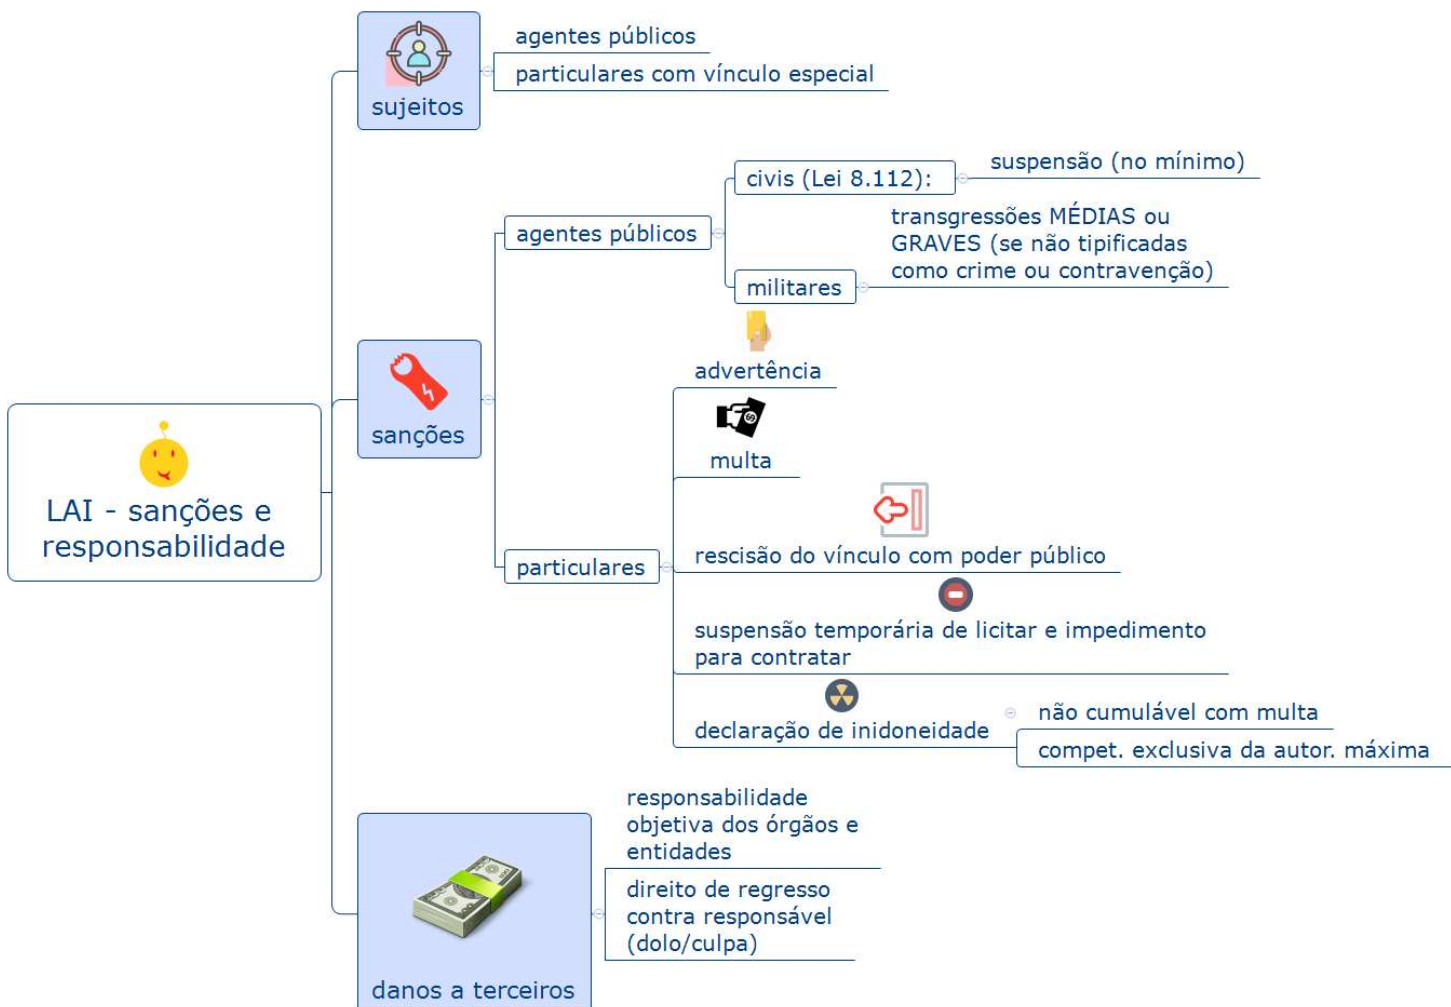 LAI - sanções e
responsabilidade
sujeitos
agentes públicos
particulares com vínculo especial
sanções
agentes públicos
civis (Lei 8.112):
suspensão (no mínimo)
militares
transgressões MÉDIAS ou
GRAVES (se não tipificadas
como crime ou contravenção)
particulares
advertência
multa
rescisão do vínculo com poder público
suspensão temporária de licitar e impedimento
para contratar
declaração de inidoneidade
não cumulável com multa
compet. exclusiva da autor. máxima
danos a terceiros
responsabilidade
objetiva dos órgãos e
entidades
direito de regresso
contra responsável
(dolo/culpa)